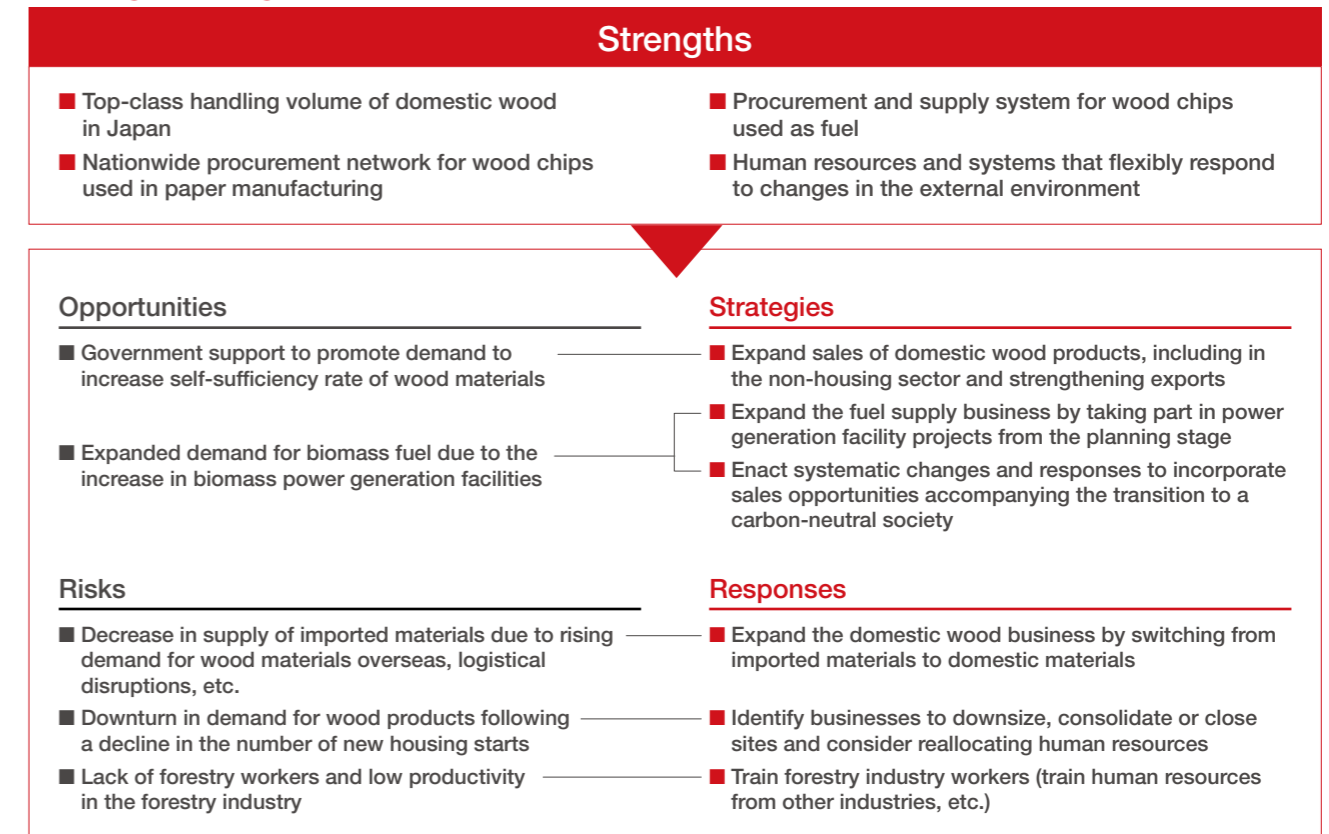 Strengths
■ Top-class handling volume of domestic wood
in Japan
■ Nationwide procurement network for wood chips
used in paper manufacturing
■ Procurement and supply system for wood chips
used as fuel
■ Human resources and systems that flexibly respond
to changes in the external environment
Opportunities
■ Government support to promote demand to
increase self-sufficiency rate of wood materials
■ Expanded demand for biomass fuel due to the
increase in biomass power generation facilities
Strategies
■ Expand sales of domestic wood products, including in
the non-housing sector and strengthening exports
■ Expand the fuel supply business by taking part in power
generation facility projects from the planning stage
■ Enact systematic changes and responses to incorporate
sales opportunities accompanying the transition to a
carbon-neutral society
Risks
■ Decrease in supply of imported materials due to rising
demand for wood materials overseas, logistical
disruptions, etc.
■ Downturn in demand for wood products following
a decline in the number of new housing starts
■ Lack of forestry workers and low productivity
in the forestry industry
Responses
■ Expand the domestic wood business by switching from
imported materials to domestic materials
■ Identify businesses to downsize, consolidate or close
sites and consider reallocating human resources
■ Train forestry industry workers (train human resources
from other industries, etc.)